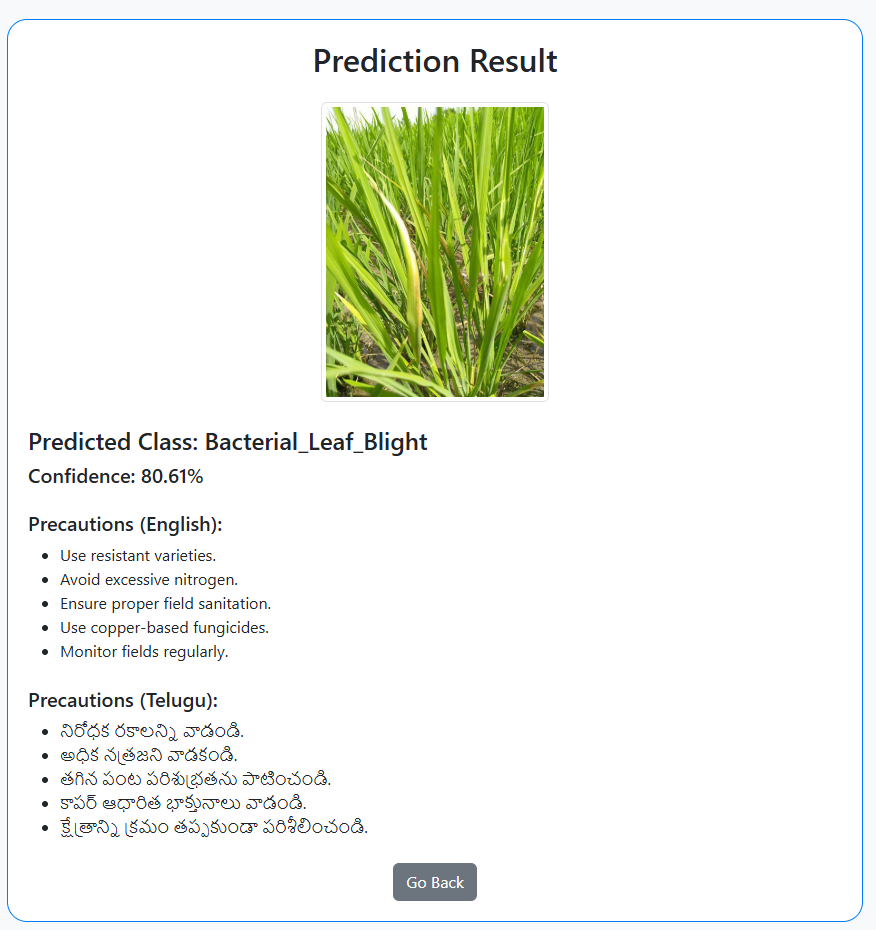 Prediction Result
Predicted Class: Bacterial_Leaf_Blight
Confidence: 80.61%
Precautions (English):
Use resistant varieties.
Avoid excessive nitrogen.
Ensure proper field sanitation.
Use copper-based fungicides.
Monitor fields regularly.
Precautions (Telugu):
నిరోధక రకాలన్ని వాడండి.
అధిక నత్రజని వాడకండి.
తగిన పంట పరిశుభ్రతను పాటించండి.
కాపర్ ఆధారిత భాక్తునాలు వాడండి.
క్షేత్రాన్ని క్రమం తప్పకుండా పరిశీలించండి.
Go Back